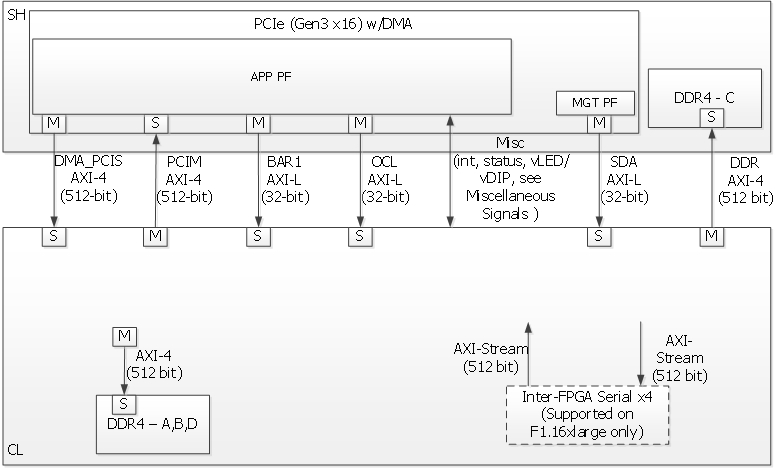 SH
PCIe (Gen3 x16) w/DMA
APP PF
MGT PF
DDR4 - C
M
S
M
M
M
S
DMA_PCIS
AXI-4
(512-bit)
PCIM
AXI-4
(512-bit)
BAR1
AXI-L
(32-bit)
OCL
AXI-L
(32-bit)
Misc
(int, status, vLED/
vDIP, see
Miscellaneous
Signals )
SDA
AXI-L
(32-bit)
DDR
AXI-4
(512 bit)
S
M
S
S
S
M
M
AXI-4
(512 bit)
S
DDR4 – A,B,D
AXI-Stream
(512 bit)
AXI-
Stream
(512 bit)
Inter-FPGA Serial x4
(Supported on
F1.16xlarge only)
CL